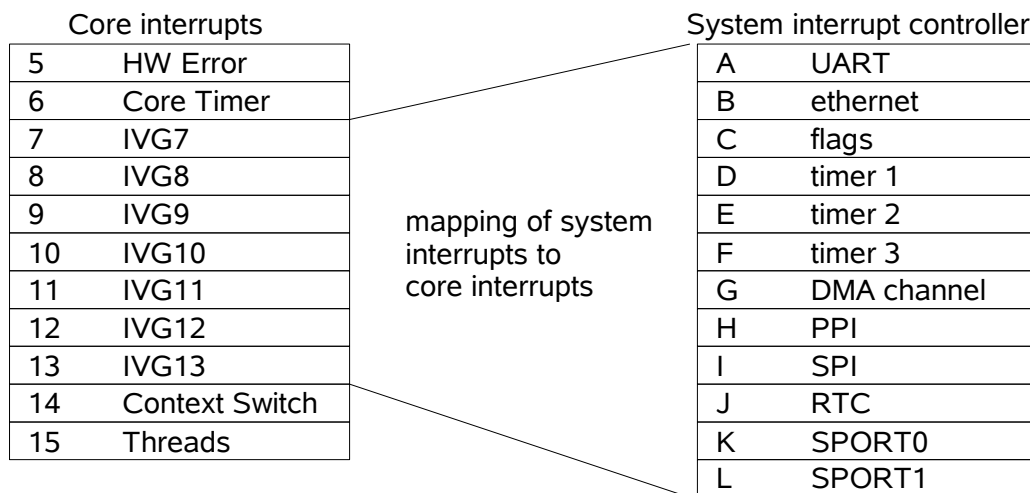 Core interrupts
5 HW Error
6 Core Timer
7 IVG7
8 IVG8
9 IVG9
10 IVG10
11 IVG11
12 IVG12
13 IVG13
14 Context Switch
15 Threads
mapping of system
interrupts to
core interrupts
System interrupt controller
A UART
B ethernet
C flags
D timer 1
E timer 2
F timer 3
G DMA channel
H PPI
I SPI
J RTC
K SPORT0
L SPORT1